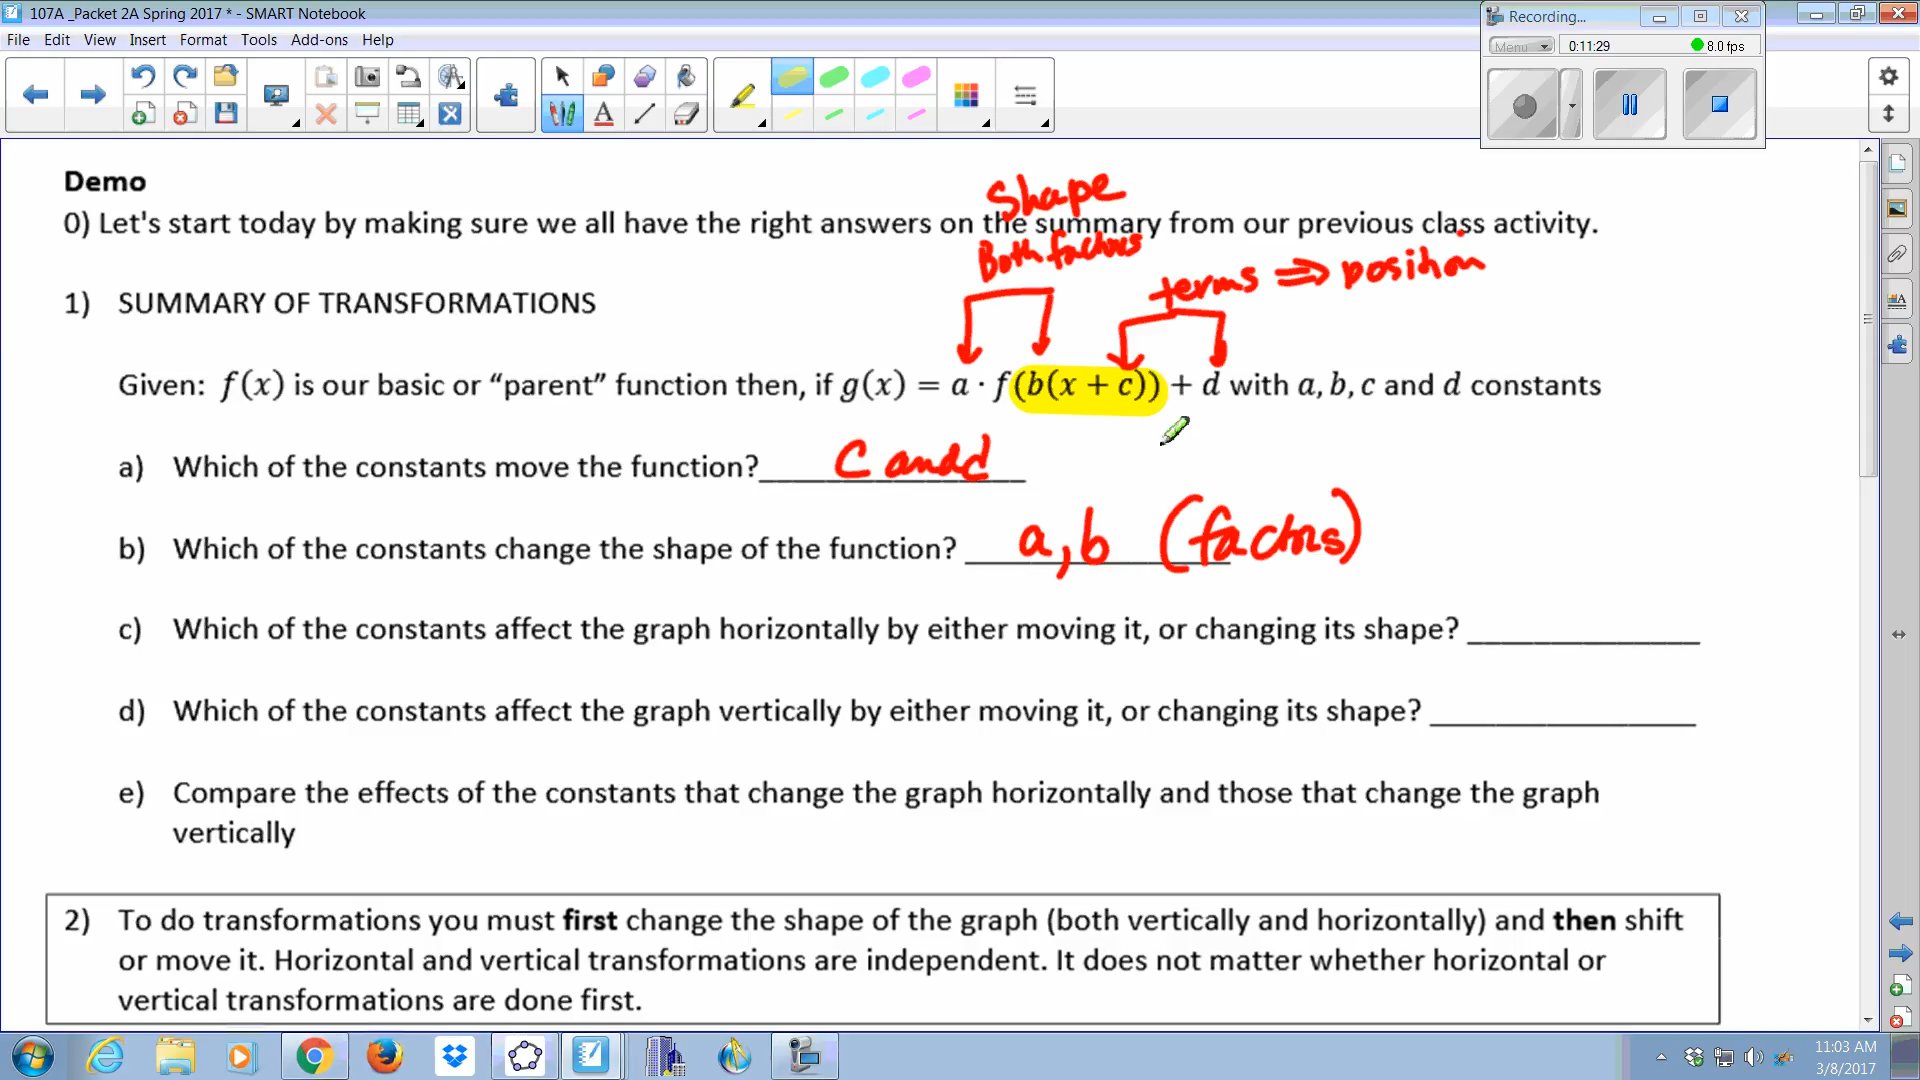 107A _Packet 2A Spring 2017 * - SMART Notebook
File Edit View Insert Format Tools Add-ons Help
Recording...
Menu
0:11:29
8.0 fps
Demo
Shape
0) Let's start today by making sure we all have the right answers on the summary from our previous class activity.
Both factors
terms ⇒ position
1) SUMMARY OF TRANSFORMATIONS
Given: f(x) is our basic or “parent” function then, if g(x) = a · f(b(x + c)) + d with a, b, c and d constants
a) Which of the constants move the function?_______________ C and d
b) Which of the constants change the shape of the function? _______________ a, b (factors)
c) Which of the constants affect the graph horizontally by either moving it, or changing its shape? _______________
d) Which of the constants affect the graph vertically by either moving it, or changing its shape? _______________
e) Compare the effects of the constants that change the graph horizontally and those that change the graph
vertically
2) To do transformations you must first change the shape of the graph (both vertically and horizontally) and then shift
or move it. Horizontal and vertical transformations are independent. It does not matter whether horizontal or
vertical transformations are done first.
11:03 AM
3/8/2017